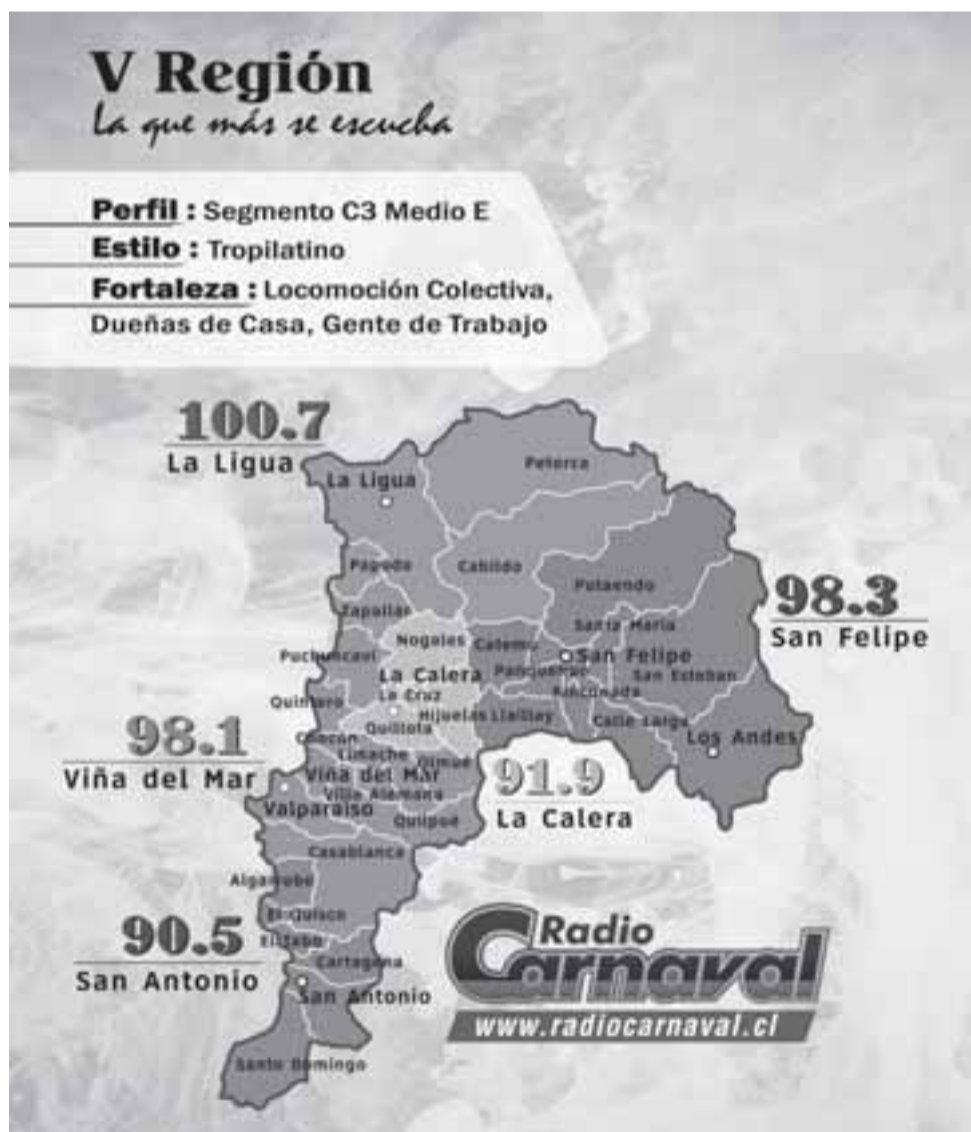 V Región
La que más se escucha
Perfil : Segmento C3 Medio E
Estilo : Tropilatino
Fortaleza : Locomoción Colectiva,
Dueñas de Casa, Gente de Trabajo
100.7
La Ligua
La Ligua
Petorca
Papudo
Cabildo
Putaendo
98.3
San Felipe
Zapallar
Santa María
Nogales
Catemu
San Felipe
Puchuncaví
La Calera
San Esteban
La Cruz
Rinconada
Quintero
Hijuelas Llaillay
Calle Larga
Quillota
Los Andes
98.1
Viña del Mar
Limache
Olmué
Viña del Mar
Villa Alemana
91.9
La Calera
Valparaíso
Quilpué
Casablanca
Algarrobo
El Quisco
90.5
San Antonio
Cartagena
San Antonio
Santo Domingo
Radio
Carnaval
www.radiocarnaval.cl